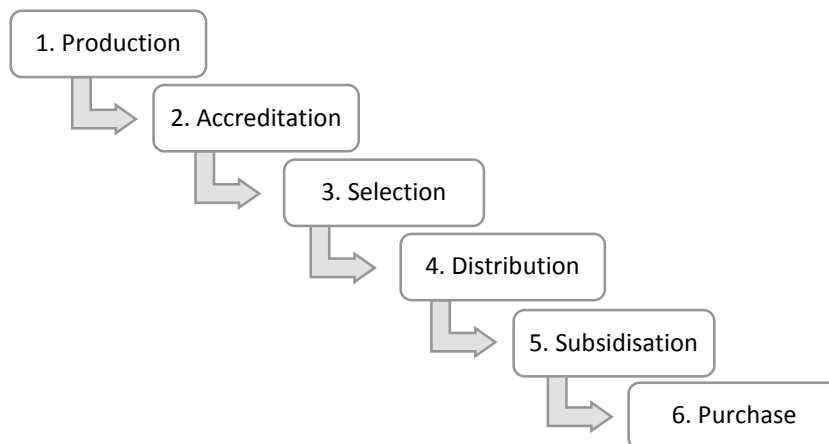 1. Production
2. Accreditation
3. Selection
4. Distribution
5. Subsidisation
6. Purchase